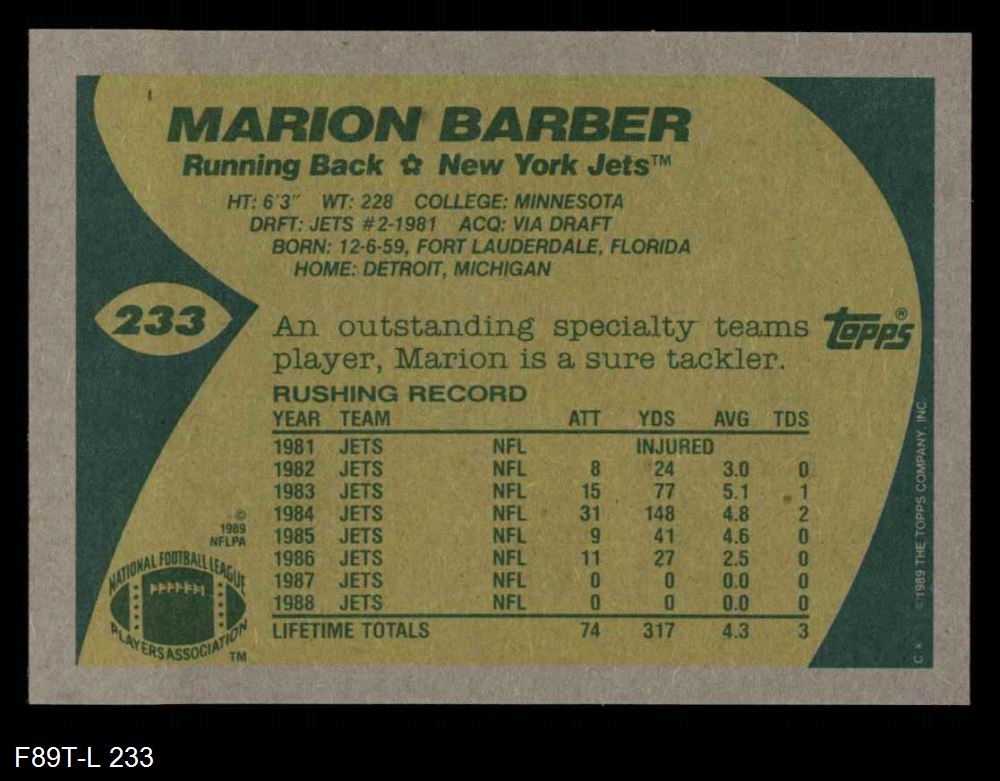 MARION BARBER
Running Back ✿ New York Jets™
HT: 6'3" WT: 228 COLLEGE: MINNESOTA
DRFT: JETS #2-1981 ACQ: VIA DRAFT
BORN: 12-6-59, FORT LAUDERDALE, FLORIDA
HOME: DETROIT, MICHIGAN
233
An outstanding specialty teams
player, Marion is a sure tackler.
topps®
RUSHING RECORD
YEAR TEAM ATT YDS AVG TDS
1981 JETS NFL INJURED
1982 JETS NFL 8 24 3.0 0
1983 JETS NFL 15 77 5.1 1
1984 JETS NFL 31 148 4.8 2
1985 JETS NFL 9 41 4.6 0
1986 JETS NFL 11 27 2.5 0
1987 JETS NFL 0 0 0.0 0
1988 JETS NFL 0 0 0.0 0
LIFETIME TOTALS 74 317 4.3 3
©
1989
NFLPA
NATIONAL FOOTBALL LEAGUE
PLAYERS ASSOCIATION
TM
C* ©1989 THE TOPPS COMPANY, INC.
F89T-L 233